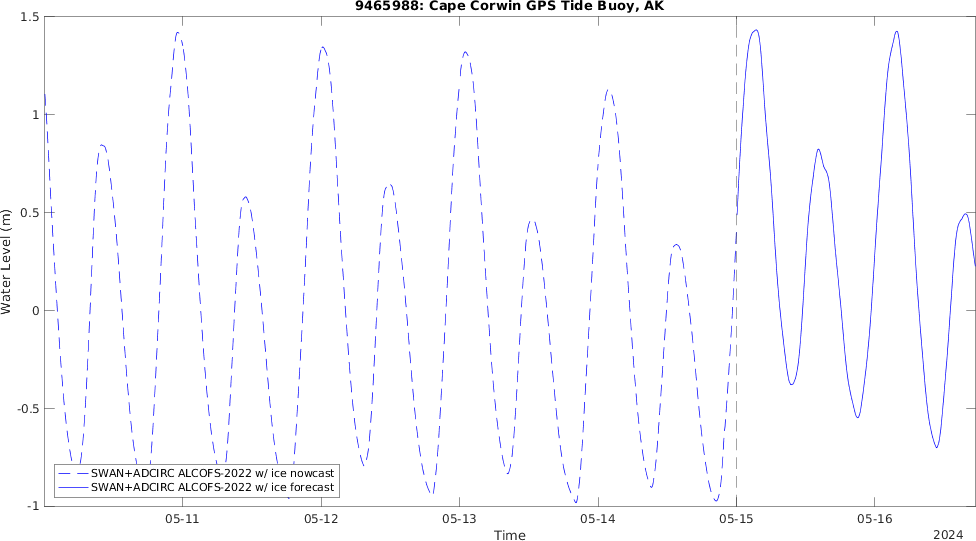 9465988: Cape Corwin GPS Tide Buoy, AK
1.5
1
0.5
0
-0.5
-1
Water Level (m)
SWAN+ADCIRC ALCOFS-2022 w/ ice nowcast
SWAN+ADCIRC ALCOFS-2022 w/ ice forecast
05-11 05-12 05-13 05-14 05-15 05-16
Time
2024